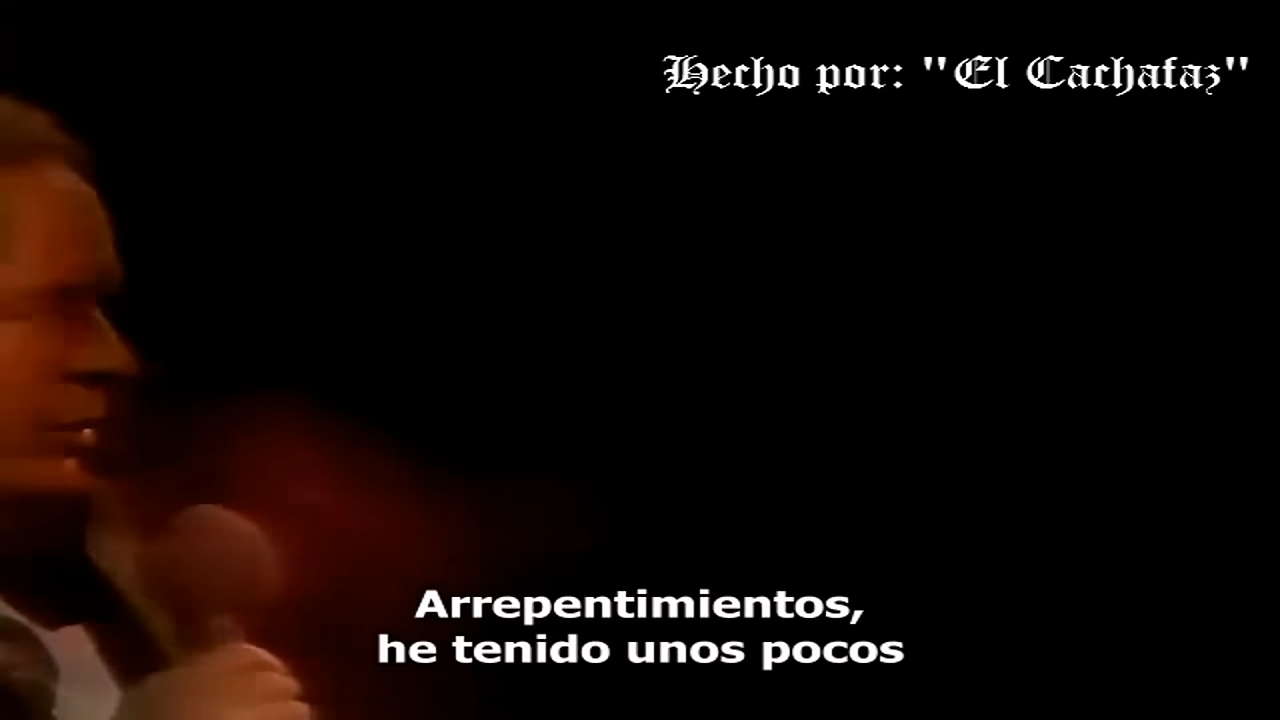 Hecho por: "El Cachafaz"
Arrepentimientos,
he tenido unos pocos